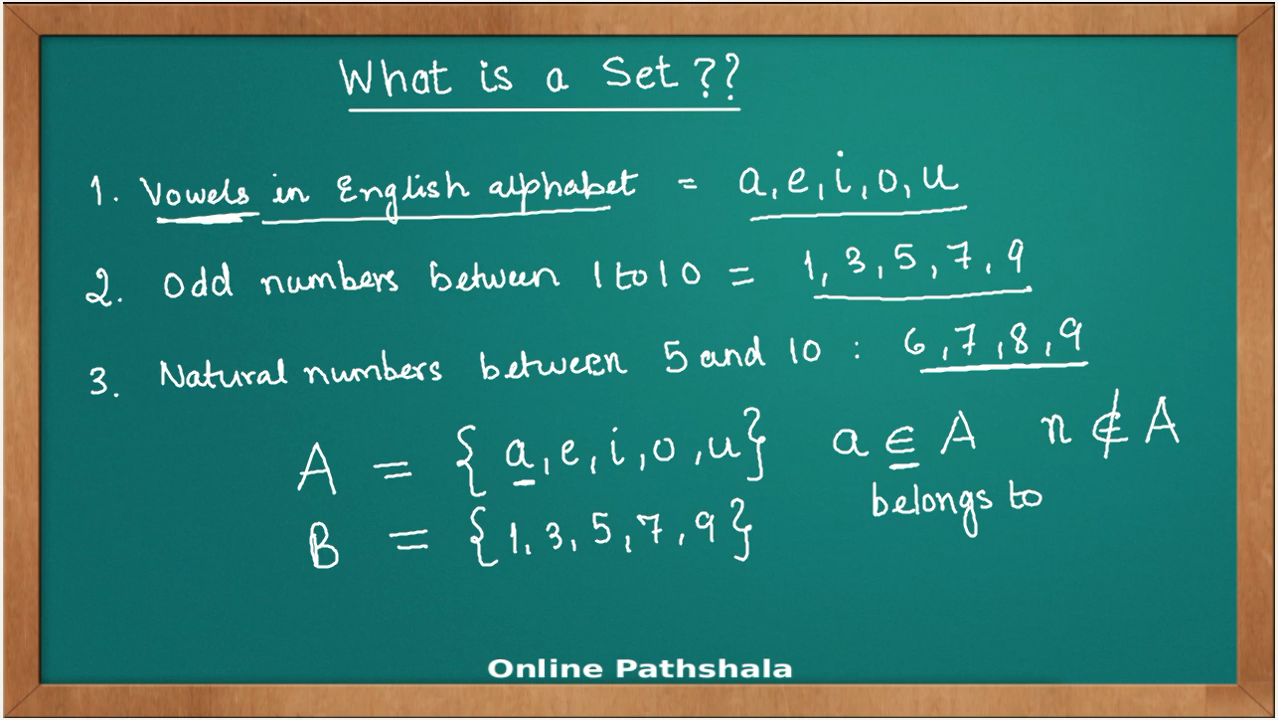 What is a Set ??
1. Vowels in English alphabet = a, e, i, o, u
2. Odd numbers between 1 to 10 = 1, 3, 5, 7, 9
3. Natural numbers between 5 and 10 : 6, 7, 8, 9
A = { a, e, i, o, u } a ∈ A n ∉ A
belongs to
B = { 1, 3, 5, 7, 9 }
Online Pathshala